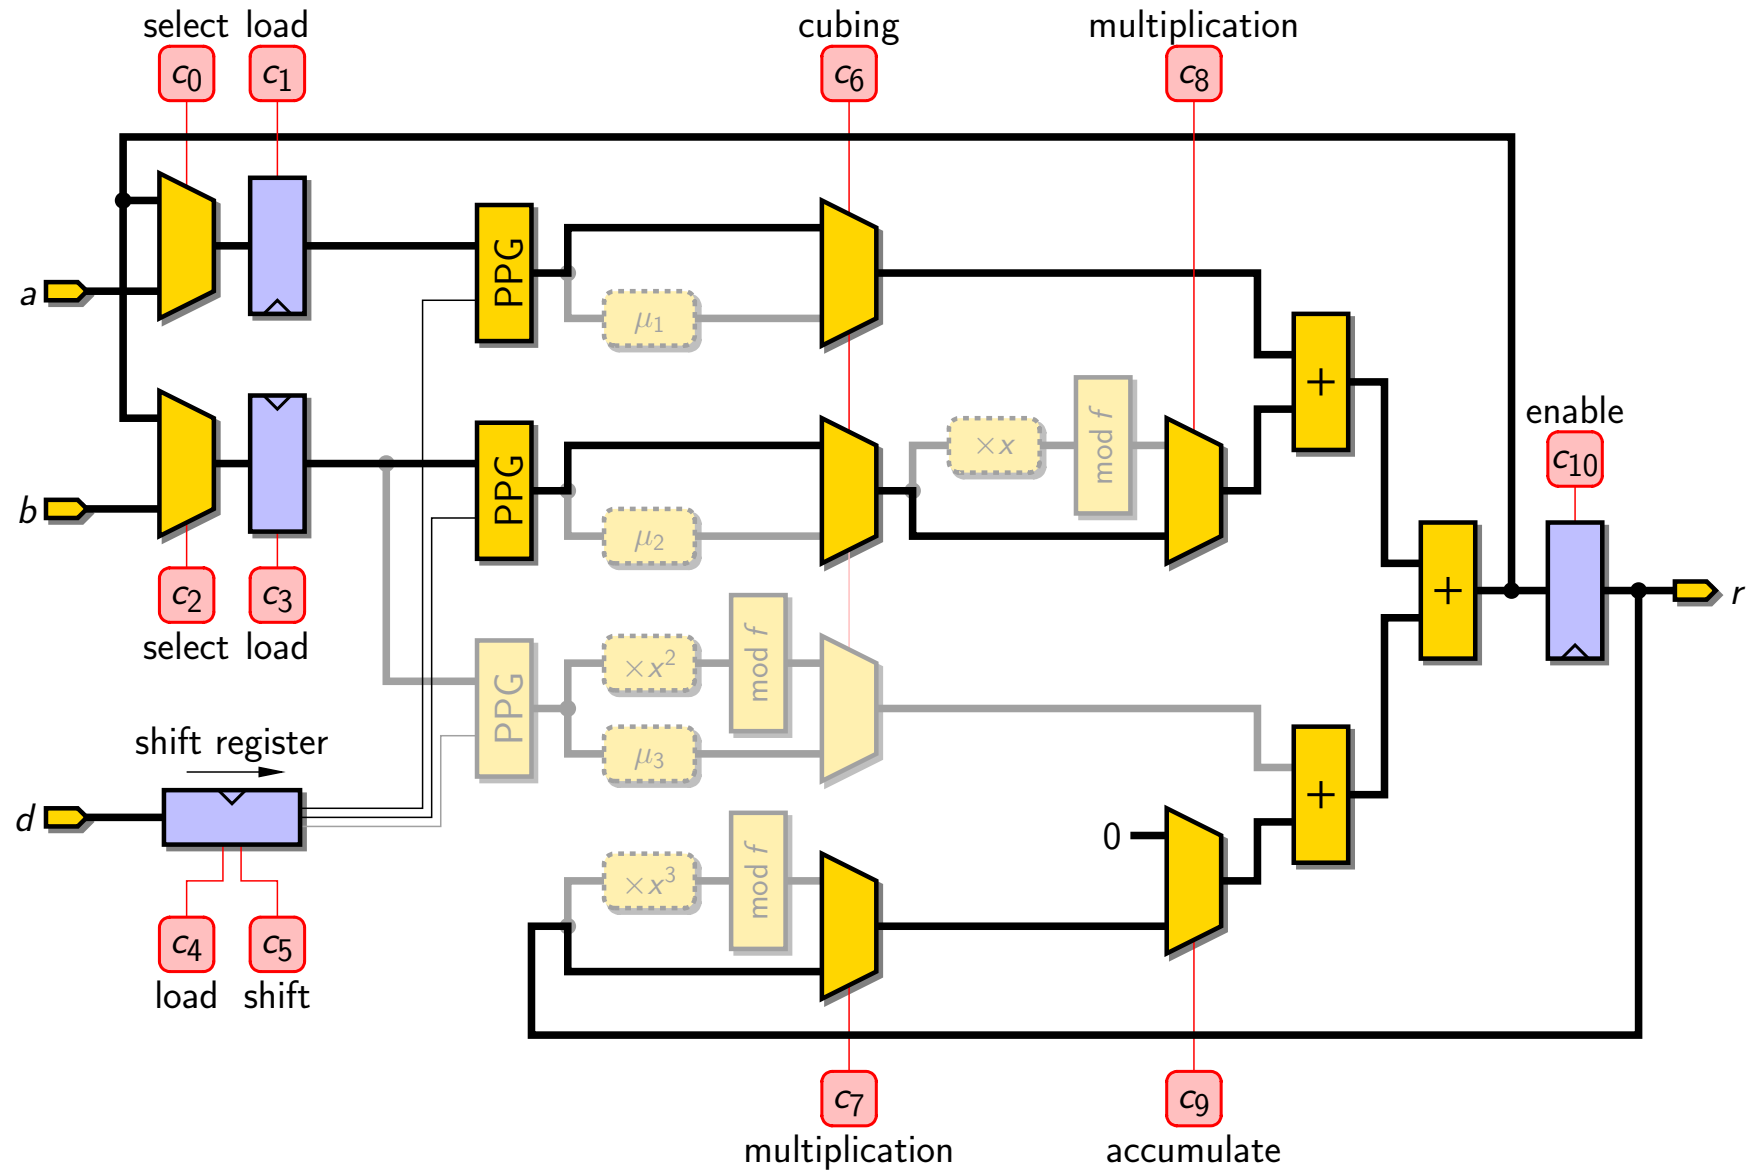 select load
cubing
multiplication
c0
c1
c6
c8
a
PPG
μ1
b
PPG
μ2
×x
mod f
+
enable
c10
c2
c3
select load
PPG
×x²
mod f
μ3
+
r
shift register
d
0
+
×x³
mod f
c4
c5
load shift
c7
c9
multiplication
accumulate